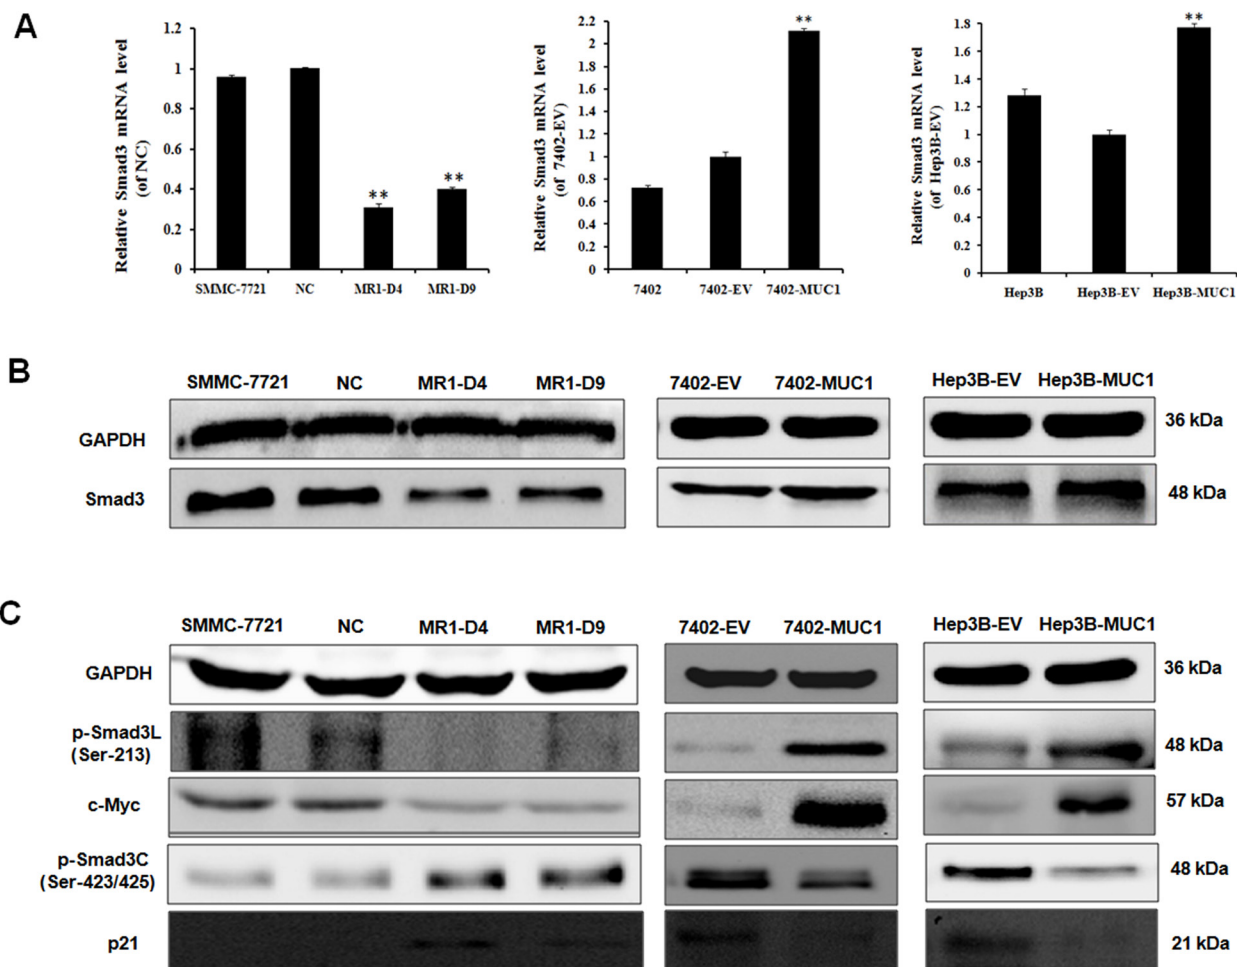 A
Relative Smad3 mRNA level
(of NC)
1.2
1
0.8
0.6
0.4
0.2
0
**
**
SMMC-7721 NC MR1-D4 MR1-D9
Relative Smad3 mRNA level
(of 7402-EV)
2.2
2
1.8
1.6
1.4
1.2
1
0.8
0.6
0.4
0.2
0
**
7402 7402-EV 7402-MUC1
Relative Smad3 mRNA level
(of Hep3B-EV)
1.8
1.6
1.4
1.2
1
0.8
0.6
0.4
0.2
0
**
Hep3B Hep3B-EV Hep3B-MUC1
B
SMMC-7721 NC MR1-D4 MR1-D9 7402-EV 7402-MUC1 Hep3B-EV Hep3B-MUC1
GAPDH 36 kDa
Smad3 48 kDa
C
SMMC-7721 NC MR1-D4 MR1-D9 7402-EV 7402-MUC1 Hep3B-EV Hep3B-MUC1
GAPDH 36 kDa
p-Smad3L
(Ser-213)
48 kDa
c-Myc 57 kDa
p-Smad3C
(Ser-423/425)
48 kDa
p21 21 kDa